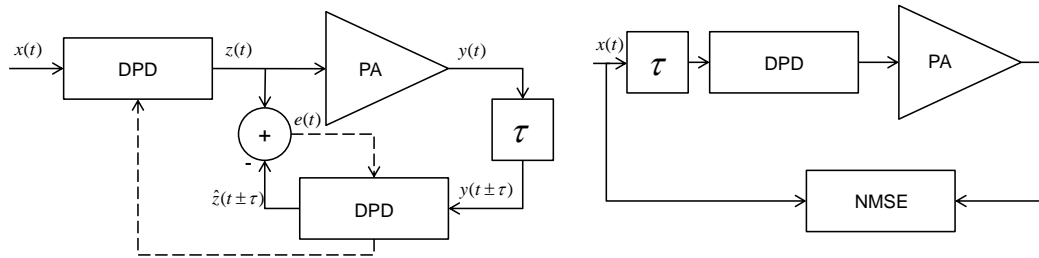 x(t)
DPD
z(t)
PA
y(t)
τ
+
-
e(t)
ẑ(t±τ)
DPD
y(t±τ)
x(t)
τ
DPD
PA
NMSE